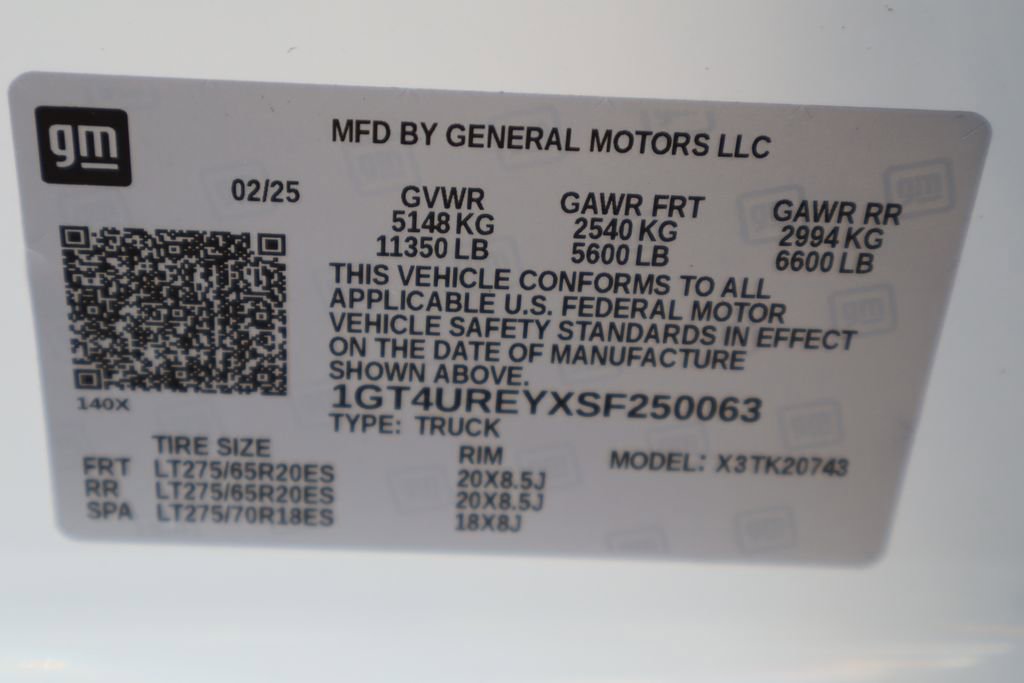 gm
MFD BY GENERAL MOTORS LLC
02/25
GVWR GAWR FRT GAWR RR
5148 KG 2540 KG 2994 KG
11350 LB 5600 LB 6600 LB
THIS VEHICLE CONFORMS TO ALL
APPLICABLE U.S. FEDERAL MOTOR
VEHICLE SAFETY STANDARDS IN EFFECT
ON THE DATE OF MANUFACTURE
SHOWN ABOVE.
140X
1GT4UREYXSF250063
TYPE: TRUCK
TIRE SIZE RIM MODEL: X3TK20743
FRT LT275/65R20ES 20X8.5J
RR LT275/65R20ES 20X8.5J
SPA LT275/70R18ES 18X8J